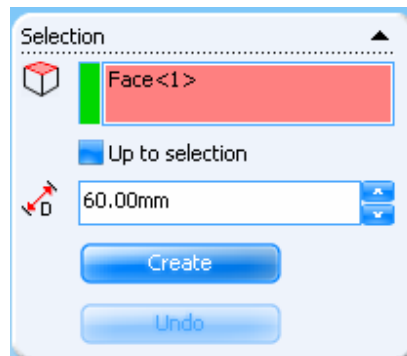 Selection
Face<1>
Up to selection
D
60.00mm
Create
Undo